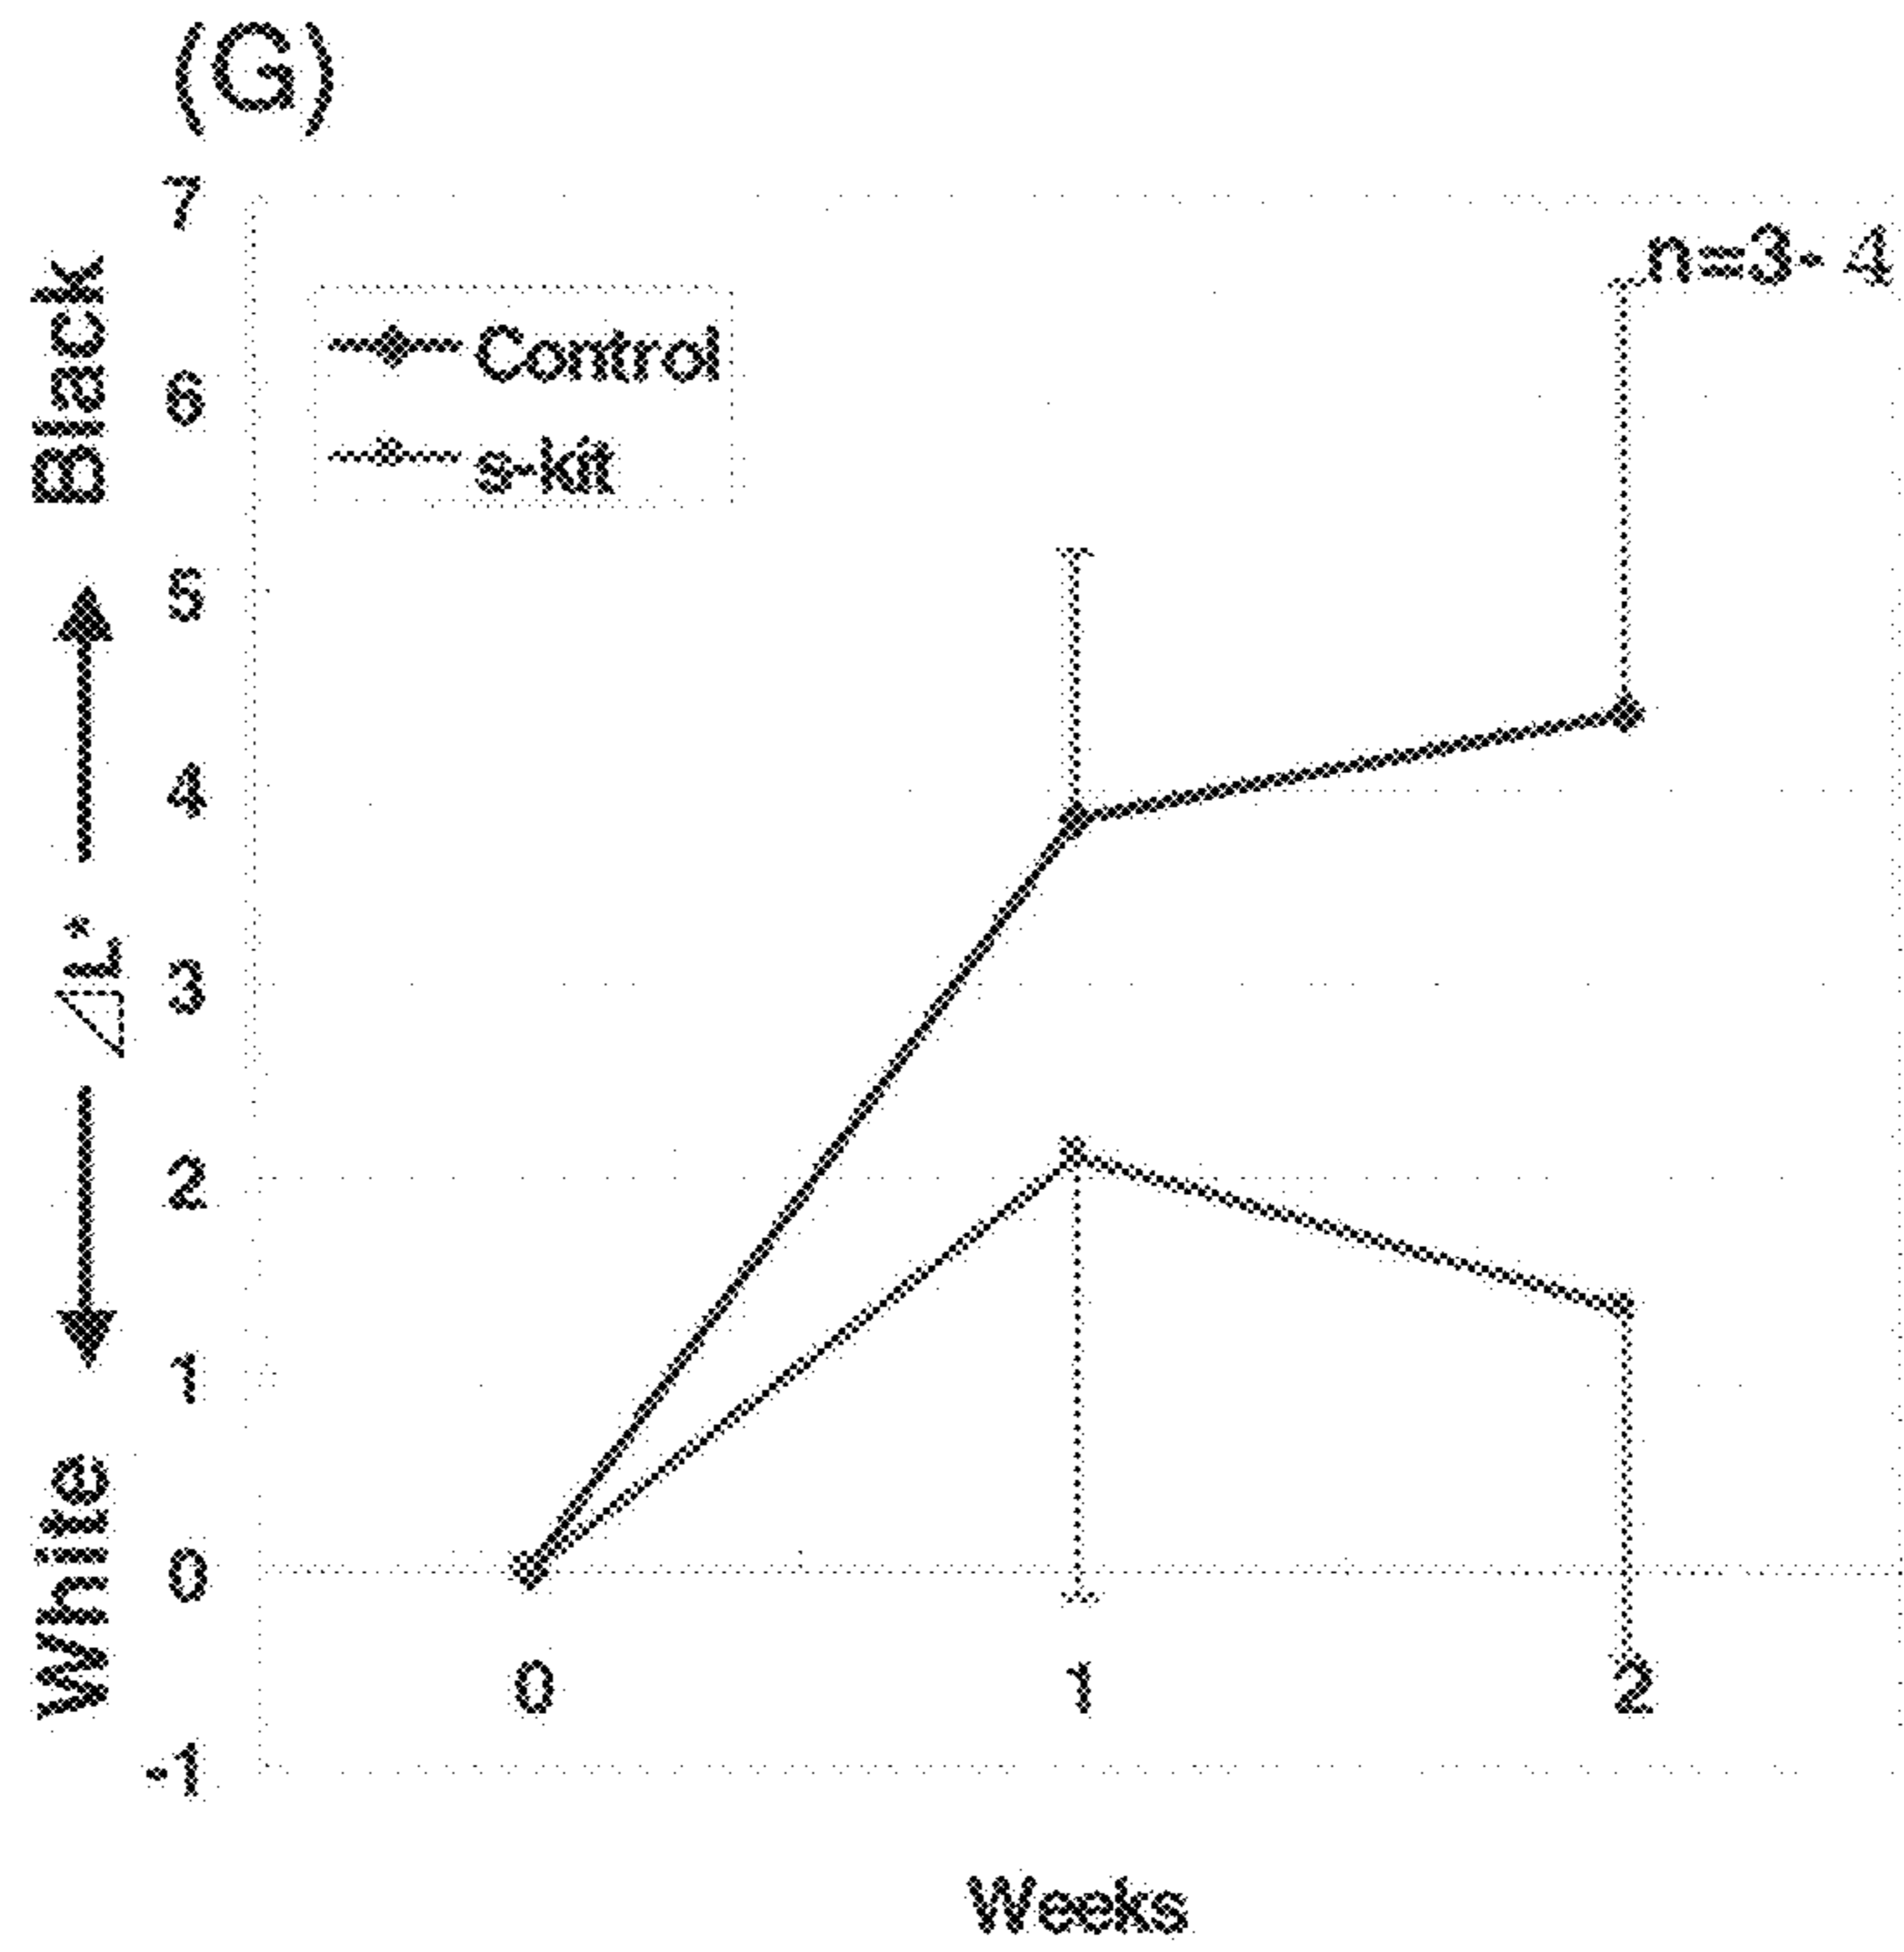 (G)
Black
ΔL*
White
7
6
5
4
3
2
1
0
-1
Control
s-kit
n=3-4
0 1 2
Weeks